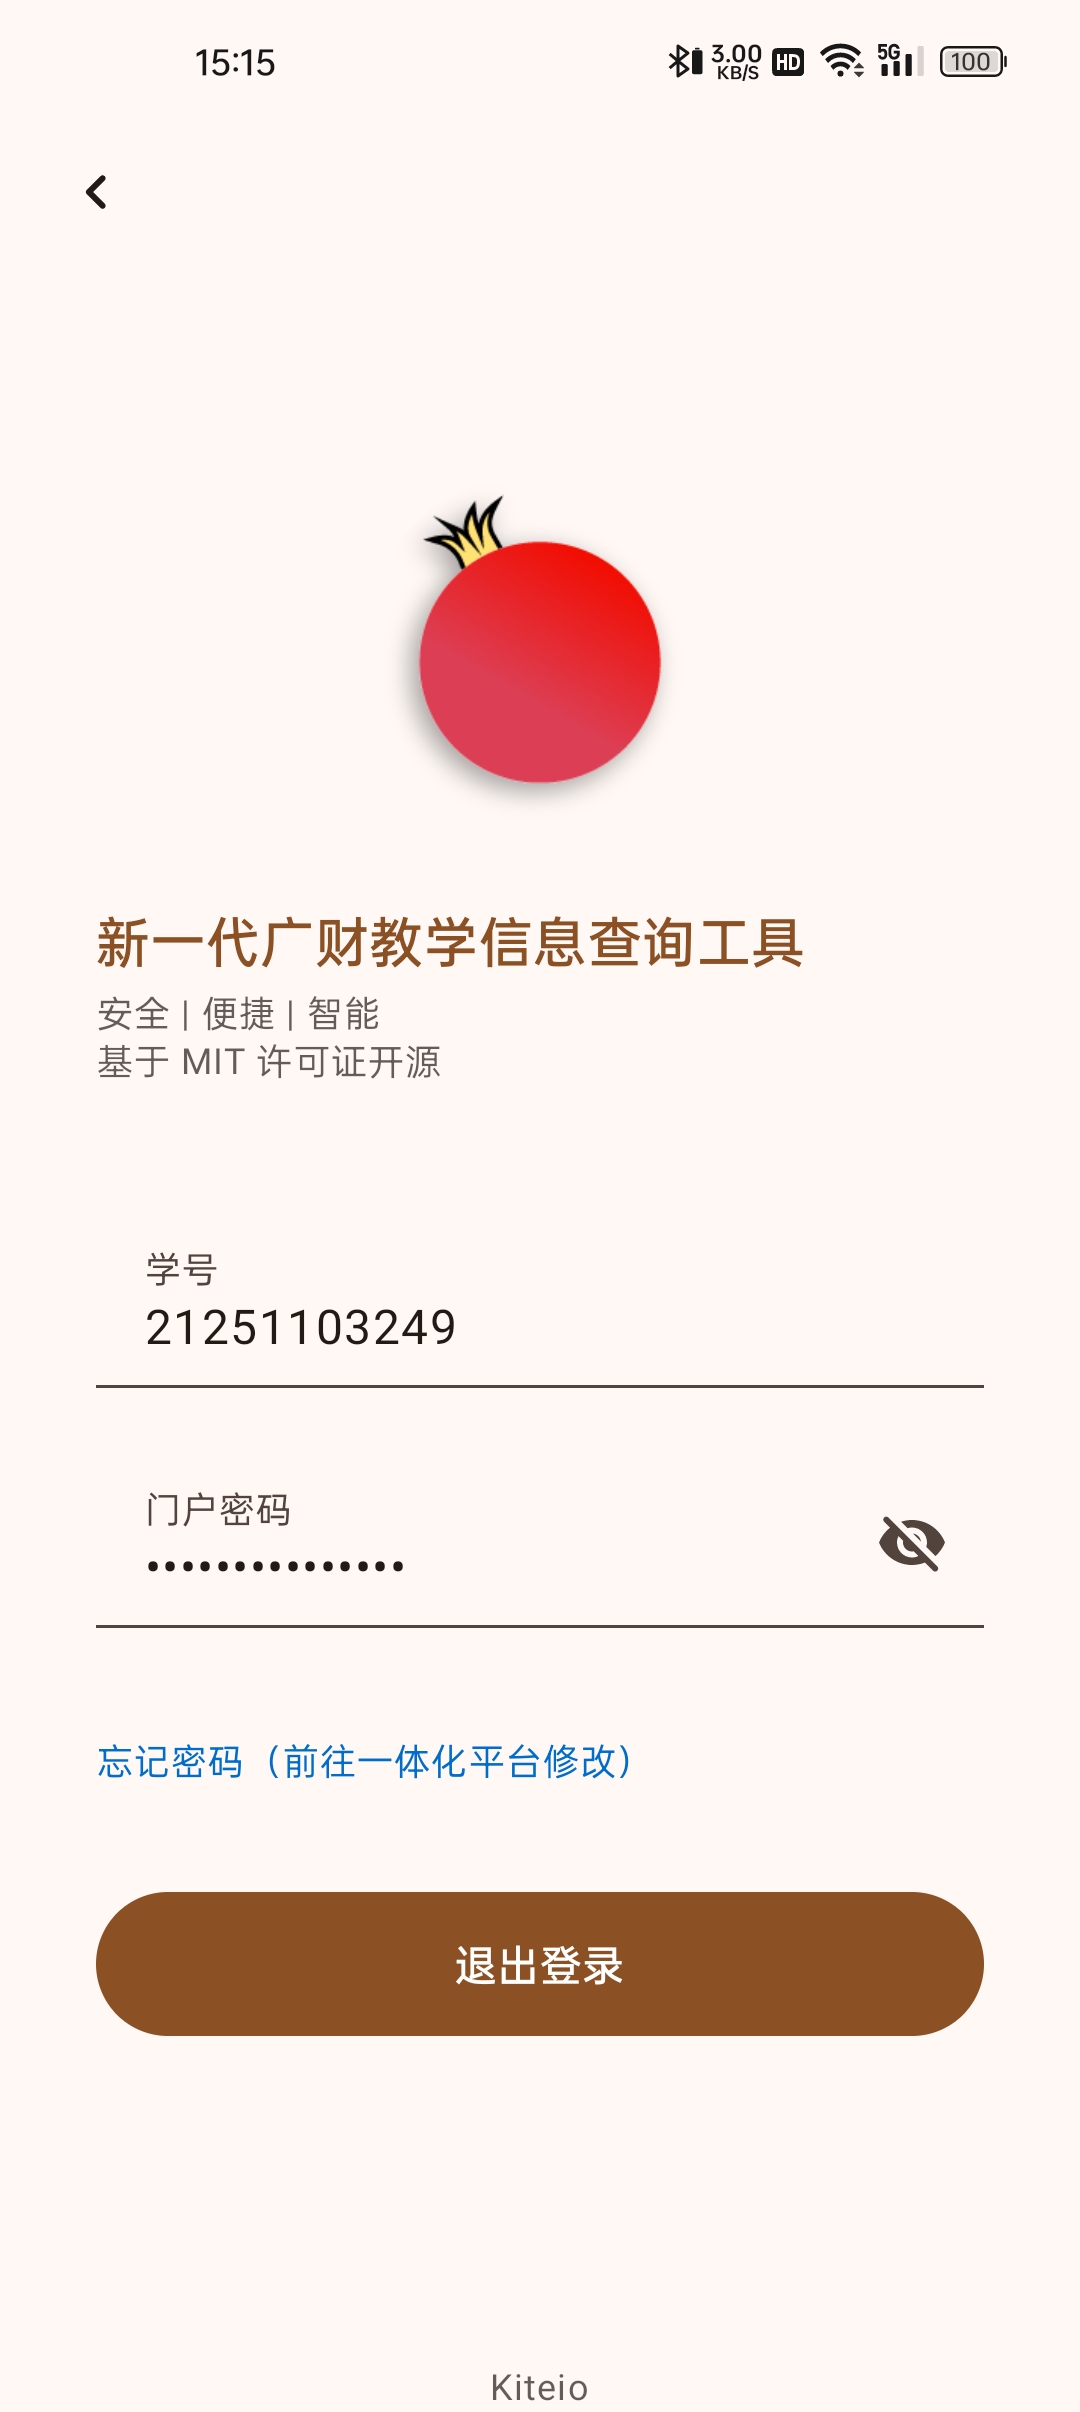 15:15
3.00
KB/S
HD
5G
100
新一代广财教学信息查询工具
安全 | 便捷 | 智能
基于 MIT 许可证开源
学号
21251103249
门户密码
••••••••••••••• 
忘记密码（前往一体化平台修改）
退出登录
Kiteio